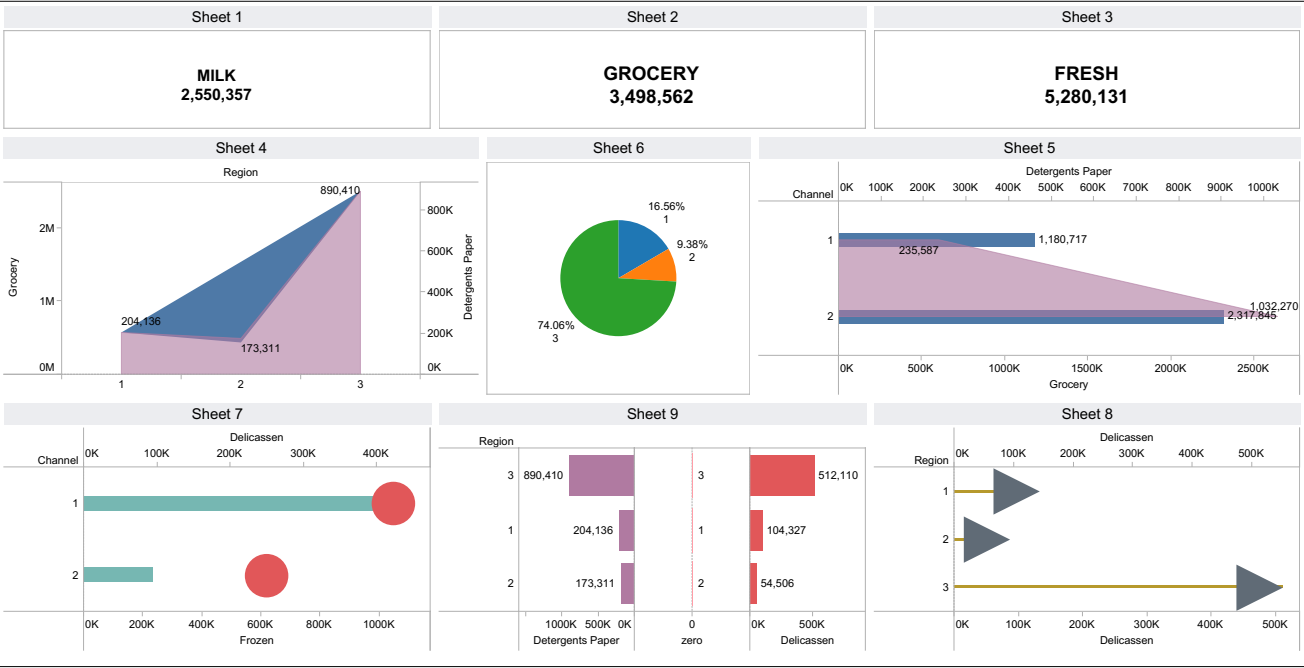 Sheet 1
MILK
2,550,357
Sheet 2
GROCERY
3,498,562
Sheet 3
FRESH
5,280,131
Sheet 4
Region
890,410
204,136
173,311
2M
1M
0M
Grocery
800K
600K
400K
200K
0K
Detergents Paper
1 2 3
Sheet 6
16.56%
1
9.38%
2
74.06%
3
Sheet 5
Detergents Paper
Channel 0K 100K 200K 300K 400K 500K 600K 700K 800K 900K 1000K
1 1,180,717
235,587
1,032,270
2 2,317,845
0K 500K 1000K 1500K 2000K 2500K
Grocery
Sheet 7
Delicassen
Channel 0K 100K 200K 300K 400K
1
2
0K 200K 400K 600K 800K 1000K
Frozen
Sheet 9
Region
3 890,410 3 512,110
1 204,136 1 104,327
2 173,311 2 54,506
1000K 500K 0K 0 0K 500K
Detergents Paper zero Delicassen
Sheet 8
Delicassen
Region 0K 100K 200K 300K 400K 500K
1
2
3
0K 100K 200K 300K 400K 500K
Delicassen